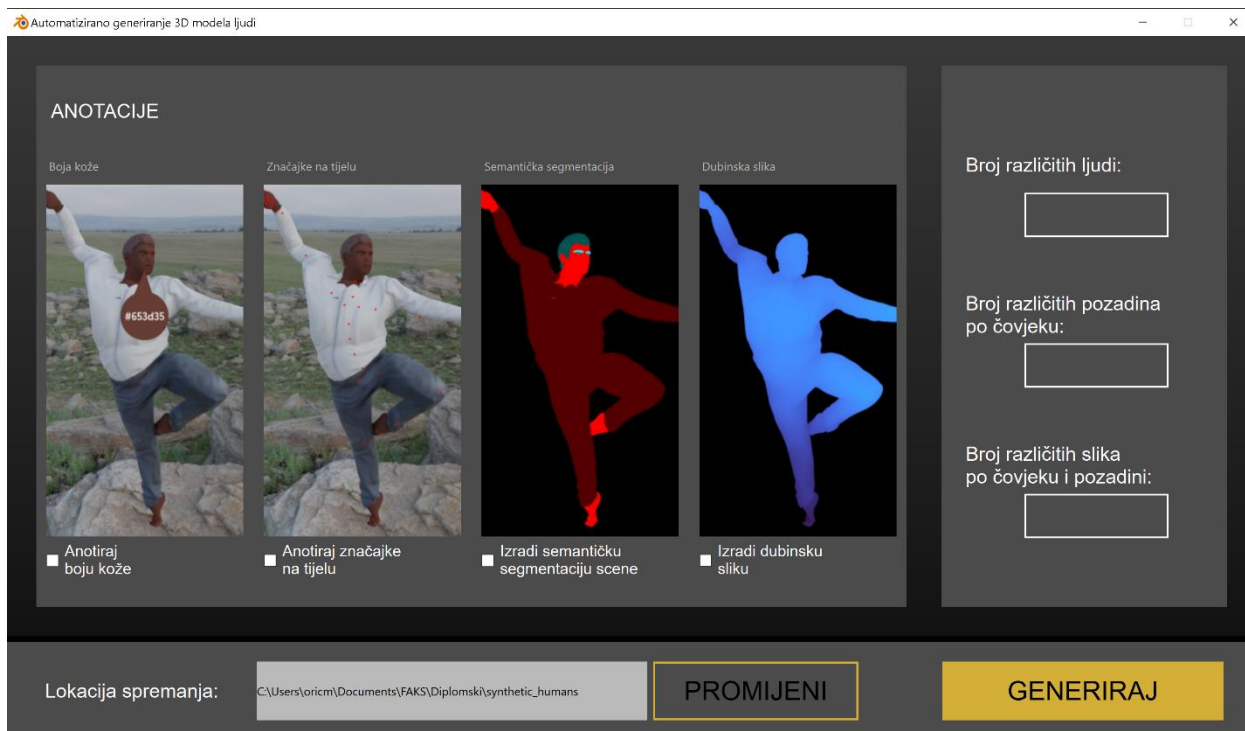 Automatizirano generiranje 3D modela ljudi
ANOTACIJE
Boja kože
Značajke na tijelu
Semantička segmentacija
Dubinska slika
#653d35
Anotiraj
boju kože
Anotiraj značajke
na tijelu
Izradi semantičku
segmentaciju scene
Izradi dubinsku
sliku
Broj različitih ljudi:
Broj različitih pozadina
po čovjeku:
Broj različitih slika
po čovjeku i pozadini:
Lokacija spremanja:
C:\Users\oricm\Documents\FAKS\Diplomski\synthetic_humans
PROMIJENI
GENERIRAJ